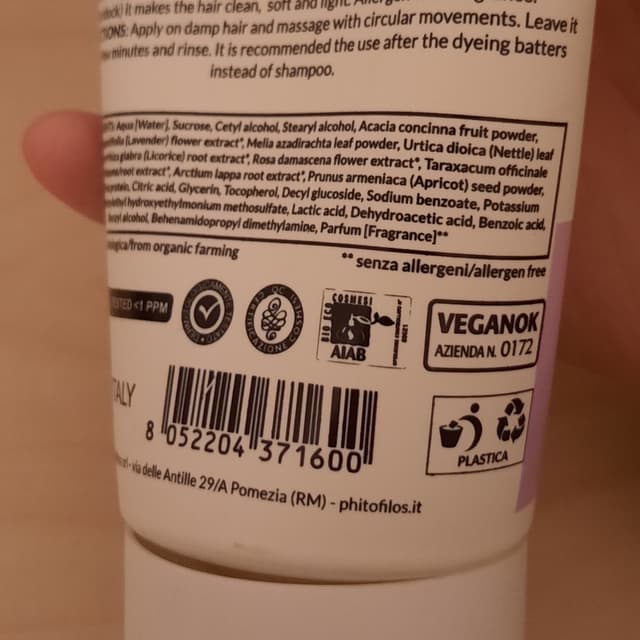 It makes the hair clean, soft and light.
Apply on damp hair and massage with circular movements. Leave it
minutes and rinse. It is recommended the use after the dyeing batters
instead of shampoo.
Aqua [Water], Sucrose, Cetyl alcohol, Stearyl alcohol, Acacia concinna fruit powder,
(Lavender) flower extract*, Melia azadirachta leaf powder, Urtica dioica (Nettle) leaf
glabra (Licorice) root extract*, Rosa damascena flower extract*, Taraxacum officinale
root extract*, Arctium lappa root extract*, Prunus armeniaca (Apricot) seed powder,
Citric acid, Glycerin, Tocopherol, Decyl glucoside, Sodium benzoate, Potassium
hydroxyethylmonium methosulfate, Lactic acid, Dehydroacetic acid, Benzoic acid,
alcohol, Behenamidopropyl dimethylamine, Parfum [Fragrance]**
/from organic farming
**senza allergeni/allergen free
TESTED <1 PPM
BIO ECO COSMESI
AIAB
VEGANOK
AZIENDA N. 0172
ITALY
8 052204 371600
PLASTICA
via delle Antille 29/A Pomezia (RM) - phitofilos.it